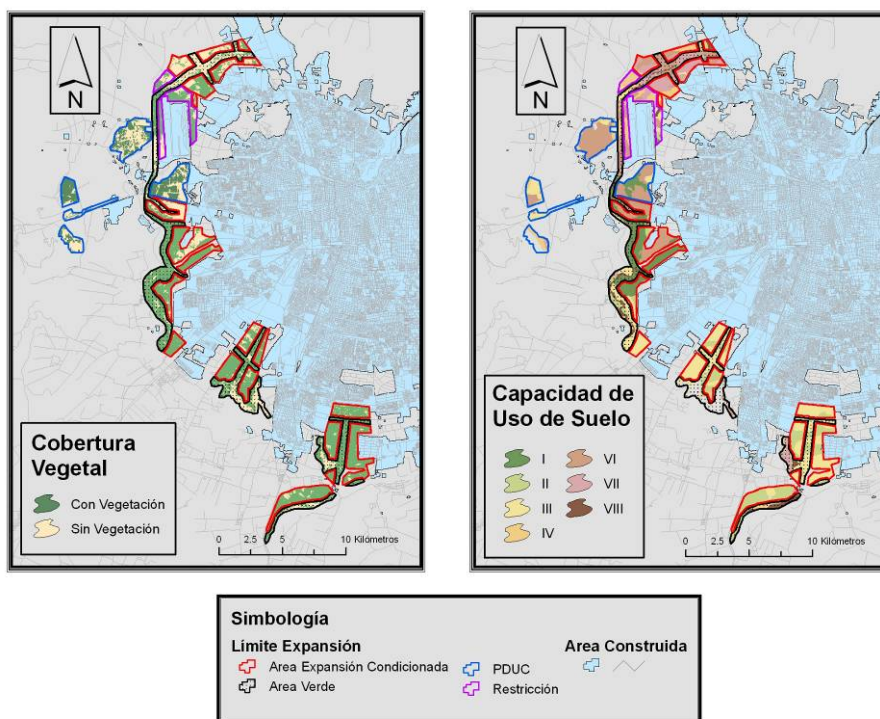 N
Cobertura
Vegetal
Con Vegetación
Sin Vegetación
0 2.5 5 10 Kilómetros
N
Capacidad de
Uso de Suelo
I VI
II VII
III VIII
IV
0 2.5 5 10 Kilómetros
Simbología
Límite Expansión Area Construida
Area Expansión Condicionada PDUC
Area Verde Restricción